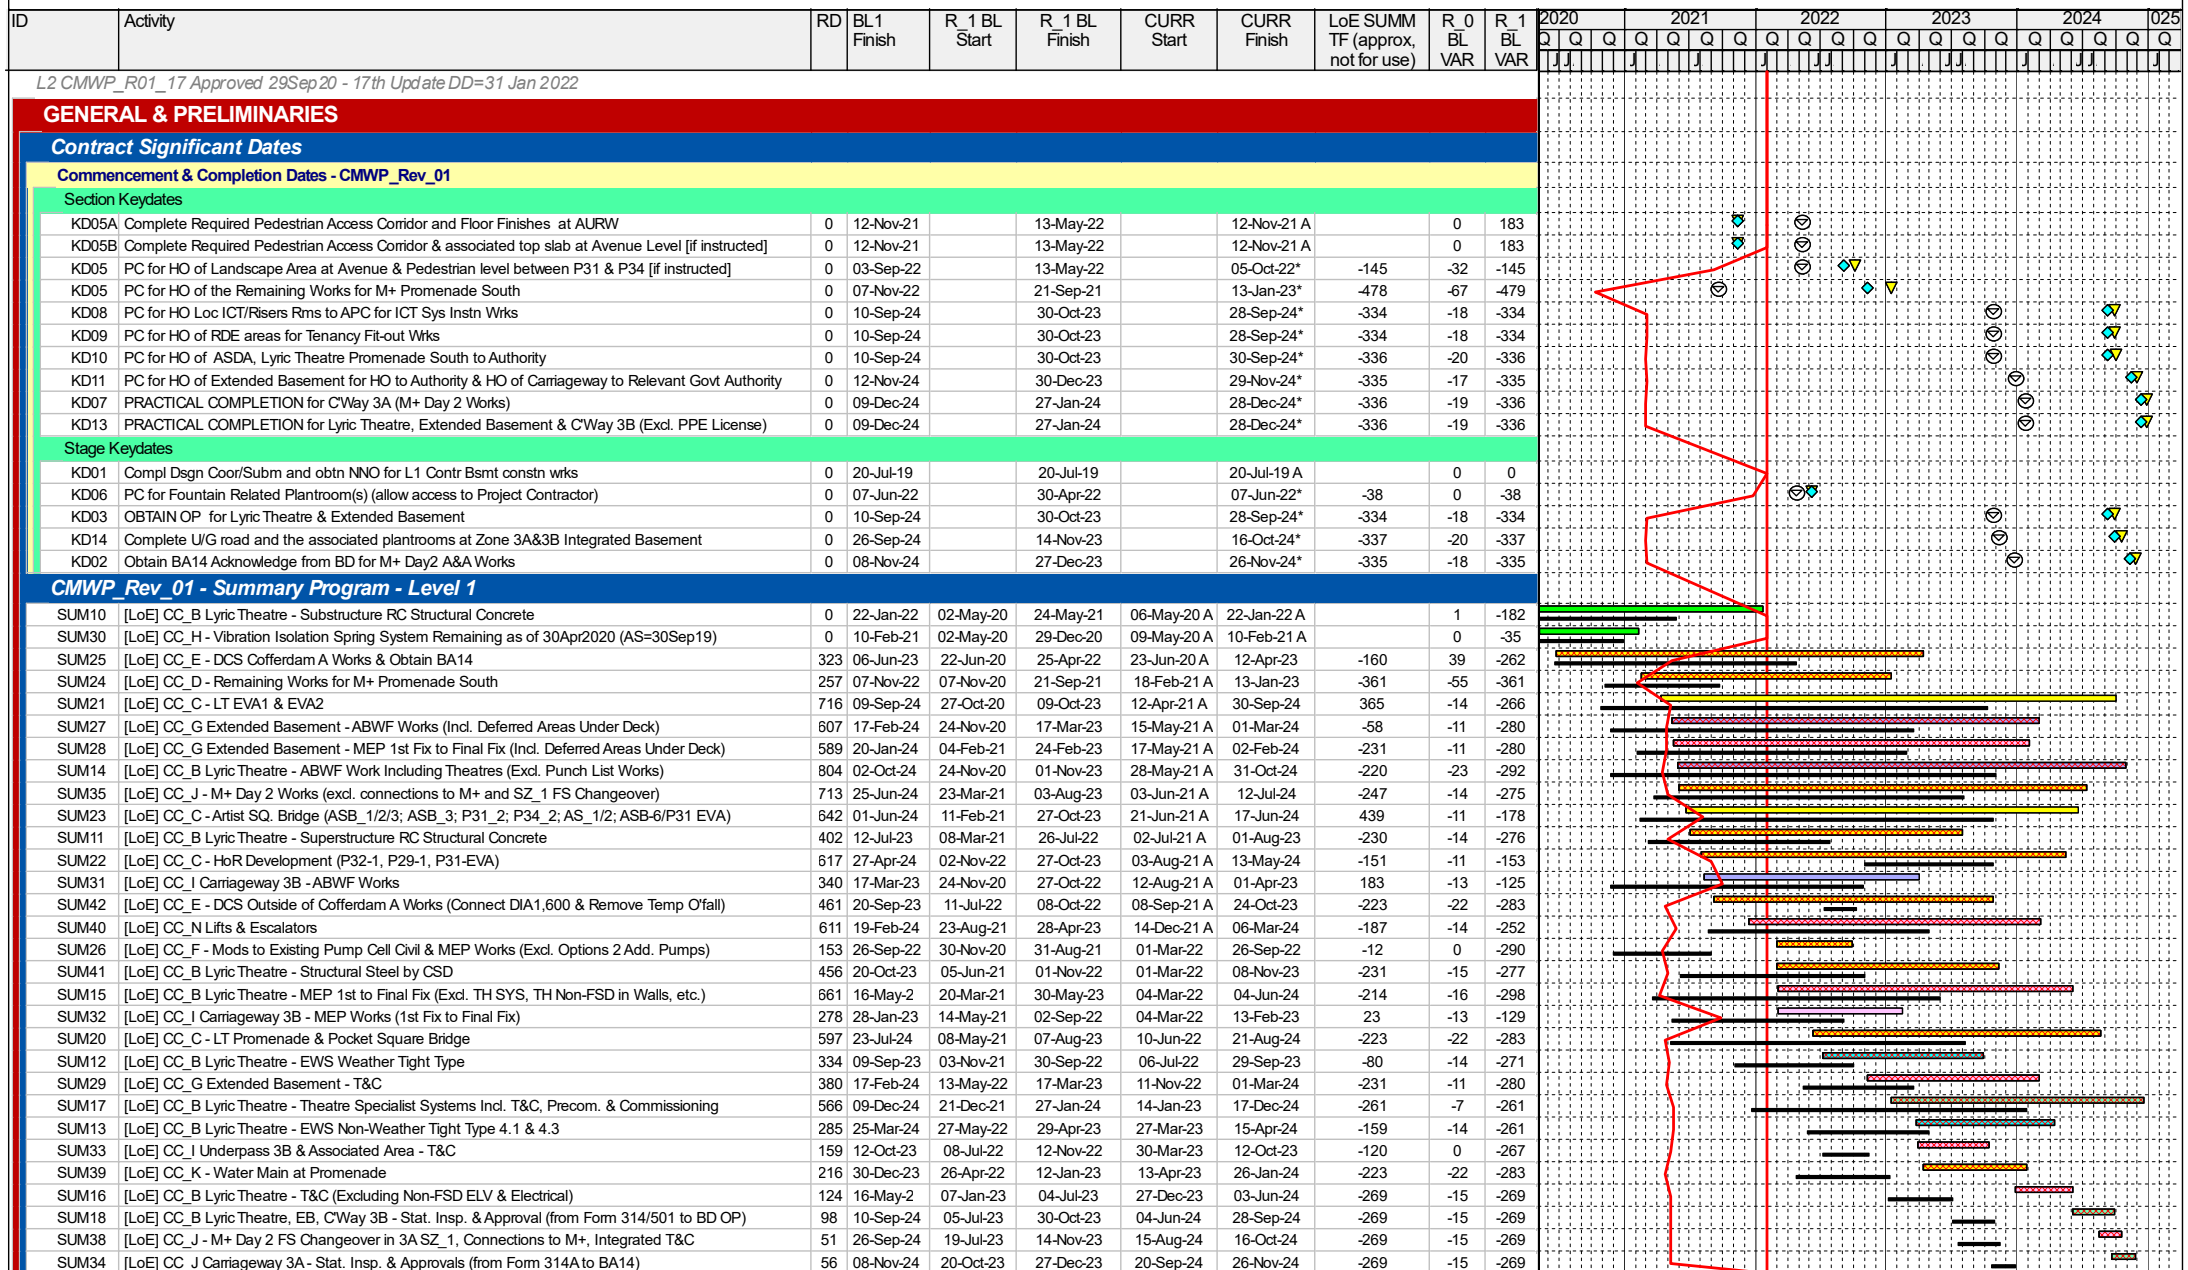 ID Activity RD BL1 Finish R_1 BL Start R_1 BL Finish CURR Start CURR Finish LoE SUMM TF (approx, not for use) R_0 BL VAR R_1 BL VAR 2020 2021 2022 2023 2024 025
Q Q Q Q Q Q Q Q Q Q Q Q Q Q Q Q Q Q Q Q
L2 CMWP_R01_17 Approved 29Sep20 - 17th Update DD=31 Jan 2022
GENERAL & PRELIMINARIES
Contract Significant Dates
Commencement & Completion Dates - CMWP_Rev_01
Section Keydates
KD05A Complete Required Pedestrian Access Corridor and Floor Finishes at AURW 0 12-Nov-21 13-May-22 12-Nov-21 A 0 183
KD05B Complete Required Pedestrian Access Corridor & associated top slab at Avenue Level [if instructed] 0 12-Nov-21 13-May-22 12-Nov-21 A 0 183
KD05 PC for HO of Landscape Area at Avenue & Pedestrian level between P31 & P34 [if instructed] 0 03-Sep-22 13-May-22 05-Oct-22* -145 -32 -145
KD05 PC for HO of the Remaining Works for M+ Promenade South 0 07-Nov-22 21-Sep-21 13-Jan-23* -478 -67 -479
KD08 PC for HO Loc ICT/Risers Rms to APC for ICT Sys Instn Wrks 0 10-Sep-24 30-Oct-23 28-Sep-24* -334 -18 -334
KD09 PC for HO of RDE areas for Tenancy Fit-out Wrks 0 10-Sep-24 30-Oct-23 28-Sep-24* -334 -18 -334
KD10 PC for HO of ASDA, Lyric Theatre Promenade South to Authority 0 10-Sep-24 30-Oct-23 30-Sep-24* -336 -20 -336
KD11 PC for HO of Extended Basement for HO to Authority & HO of Carriageway to Relevant Govt Authority 0 12-Nov-24 30-Dec-23 29-Nov-24* -335 -17 -335
KD07 PRACTICAL COMPLETION for C'Way 3A (M+ Day 2 Works) 0 09-Dec-24 27-Jan-24 28-Dec-24* -336 -19 -336
KD13 PRACTICAL COMPLETION for Lyric Theatre, Extended Basement & C'Way 3B (Excl. PPE License) 0 09-Dec-24 27-Jan-24 28-Dec-24* -336 -19 -336
Stage Keydates
KD01 Compl Dsgn Coor/Subm and obtn NNO for L1 Contr Bsmt constn wrks 0 20-Jul-19 20-Jul-19 20-Jul-19 A 0 0
KD06 PC for Fountain Related Plantroom(s) (allow access to Project Contractor) 0 07-Jun-22 30-Apr-22 07-Jun-22* -38 0 -38
KD03 OBTAIN OP for Lyric Theatre & Extended Basement 0 10-Sep-24 30-Oct-23 28-Sep-24* -334 -18 -334
KD14 Complete U/G road and the associated plantrooms at Zone 3A&3B Integrated Basement 0 26-Sep-24 14-Nov-23 16-Oct-24* -337 -20 -337
KD02 Obtain BA14 Acknowledge from BD for M+ Day2 A&A Works 0 08-Nov-24 27-Dec-23 26-Nov-24* -335 -18 -335
CMWP_Rev_01 - Summary Program - Level 1
SUM10 [LoE] CC_B Lyric Theatre - Substructure RC Structural Concrete 0 22-Jan-22 02-May-20 24-May-21 06-May-20 A 22-Jan-22 A 1 -182
SUM30 [LoE] CC_H - Vibration Isolation Spring System Remaining as of 30Apr2020 (AS=30Sep19) 0 10-Feb-21 02-May-20 29-Dec-20 09-May-20 A 10-Feb-21 A 0 -35
SUM25 [LoE] CC_E - DCS Cofferdam A Works & Obtain BA14 323 06-Jun-23 22-Jun-20 25-Apr-22 23-Jun-20 A 12-Apr-23 -160 39 -262
SUM24 [LoE] CC_D - Remaining Works for M+ Promenade South 257 07-Nov-22 07-Nov-20 21-Sep-21 18-Feb-21 A 13-Jan-23 -361 -55 -361
SUM21 [LoE] CC_C - LT EVA1 & EVA2 716 09-Sep-24 27-Oct-20 09-Oct-23 12-Apr-21 A 30-Sep-24 365 -14 -266
SUM27 [LoE] CC_G Extended Basement - ABWF Works (Incl. Deferred Areas Under Deck) 607 17-Feb-24 24-Nov-20 17-Mar-23 15-May-21 A 01-Mar-24 -58 -11 -280
SUM28 [LoE] CC_G Extended Basement - MEP 1st Fix to Final Fix (Incl. Deferred Areas Under Deck) 589 20-Jan-24 04-Feb-21 24-Feb-23 17-May-21 A 02-Feb-24 -231 -11 -280
SUM14 [LoE] CC_B Lyric Theatre - ABWF Work Including Theatres (Excl. Punch List Works) 804 02-Oct-24 24-Nov-20 01-Nov-23 28-May-21 A 31-Oct-24 -220 -23 -292
SUM35 [LoE] CC_J - M+ Day 2 Works (excl. connections to M+ and SZ_1 FS Changeover) 713 25-Jun-24 23-Mar-21 03-Aug-23 03-Jun-21 A 12-Jul-24 -247 -14 -275
SUM23 [LoE] CC_C - Artist SQ. Bridge (ASB_1/2/3; ASB_3; P31_2; P34_2; AS_1/2; ASB-6/P31 EVA) 642 01-Jun-24 11-Feb-21 27-Oct-23 21-Jun-21 A 17-Jun-24 439 -11 -178
SUM11 [LoE] CC_B Lyric Theatre - Superstructure RC Structural Concrete 402 12-Jul-23 08-Mar-21 26-Jul-22 02-Jul-21 A 01-Aug-23 -230 -14 -276
SUM22 [LoE] CC_C - HoR Development (P32-1, P29-1, P31-EVA) 617 27-Apr-24 02-Nov-22 27-Oct-23 03-Aug-21 A 13-May-24 -151 -11 -153
SUM31 [LoE] CC_I Carriageway 3B - ABWF Works 340 17-Mar-23 24-Nov-20 27-Oct-22 12-Aug-21 A 01-Apr-23 183 -13 -125
SUM42 [LoE] CC_E - DCS Outside of Cofferdam A Works (Connect DIA1,600 & Remove Temp O'fall) 461 20-Sep-23 11-Jul-22 08-Oct-22 08-Sep-21 A 24-Oct-23 -223 -22 -283
SUM40 [LoE] CC_N Lifts & Escalators 611 19-Feb-24 23-Aug-21 28-Apr-23 14-Dec-21 A 06-Mar-24 -187 -14 -252
SUM26 [LoE] CC_F - Mods to Existing Pump Cell Civil & MEP Works (Excl. Options 2 Add. Pumps) 153 26-Sep-22 30-Nov-20 31-Aug-21 01-Mar-22 26-Sep-22 -12 0 -290
SUM41 [LoE] CC_B Lyric Theatre - Structural Steel by CSD 456 20-Oct-23 05-Jun-21 01-Nov-22 01-Mar-22 08-Nov-23 -231 -15 -277
SUM15 [LoE] CC_B Lyric Theatre - MEP 1st to Final Fix (Excl. TH SYS, TH Non-FSD in Walls, etc.) 661 16-May-2 20-Mar-21 30-May-23 04-Mar-22 04-Jun-24 -214 -16 -298
SUM32 [LoE] CC_I Carriageway 3B - MEP Works (1st Fix to Final Fix) 278 28-Jan-23 14-May-21 02-Sep-22 04-Mar-22 13-Feb-23 23 -13 -129
SUM20 [LoE] CC_C - LT Promenade & Pocket Square Bridge 597 23-Jul-24 08-May-21 07-Aug-23 10-Jun-22 21-Aug-24 -223 -22 -283
SUM12 [LoE] CC_B Lyric Theatre - EWS Weather Tight Type 334 09-Sep-23 03-Nov-21 30-Sep-22 06-Jul-22 29-Sep-23 -80 -14 -271
SUM29 [LoE] CC_G Extended Basement - T&C 380 17-Feb-24 13-May-22 17-Mar-23 11-Nov-22 01-Mar-24 -231 -11 -280
SUM17 [LoE] CC_B Lyric Theatre - Theatre Specialist Systems Incl. T&C, Precom. & Commissioning 566 09-Dec-24 21-Dec-21 27-Jan-24 14-Jan-23 17-Dec-24 -261 -7 -261
SUM13 [LoE] CC_B Lyric Theatre - EWS Non-Weather Tight Type 4.1 & 4.3 285 25-Mar-24 27-May-22 29-Apr-23 27-Mar-23 15-Apr-24 -159 -14 -261
SUM33 [LoE] CC_I Underpass 3B & Associated Area - T&C 159 12-Oct-23 08-Jul-22 12-Nov-22 30-Mar-23 12-Oct-23 -120 0 -267
SUM39 [LoE] CC_K - Water Main at Promenade 216 30-Dec-23 26-Apr-22 12-Jan-23 13-Apr-23 26-Jan-24 -223 -22 -283
SUM16 [LoE] CC_B Lyric Theatre - T&C (Excluding Non-FSD ELV & Electrical) 124 16-May-2 07-Jan-23 04-Jul-23 27-Dec-23 03-Jun-24 -269 -15 -269
SUM18 [LoE] CC_B Lyric Theatre, EB, C'Way 3B - Stat. Insp. & Approval (from Form 314/501 to BD OP) 98 10-Sep-24 05-Jul-23 30-Oct-23 04-Jun-24 28-Sep-24 -269 -15 -269
SUM38 [LoE] CC_J - M+ Day 2 FS Changeover in 3A SZ_1, Connections to M+, Integrated T&C 51 26-Sep-24 19-Jul-23 14-Nov-23 15-Aug-24 16-Oct-24 -269 -15 -269
SUM34 [LoE] CC_J Carriageway 3A - Stat. Insp. & Approvals (from Form 314A to BA14) 56 08-Nov-24 20-Oct-23 27-Dec-23 20-Sep-24 26-Nov-24 -269 -15 -269